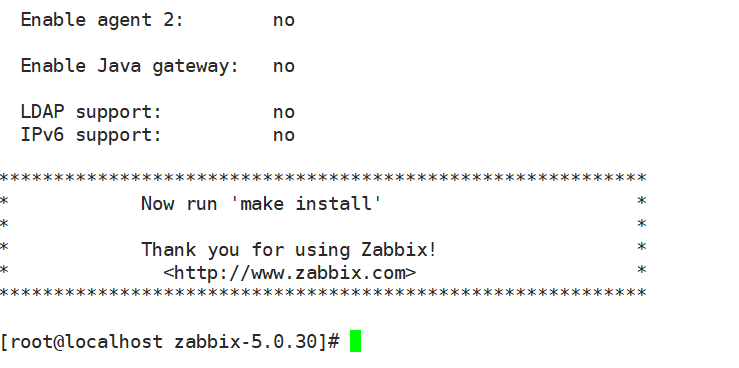 Enable agent 2:        no
Enable Java gateway:   no
LDAP support:          no
IPv6 support:          no
***********************************************************
*            Now run 'make install'                       *
*                                                         *
*            Thank you for using Zabbix!                  *
*              <http://www.zabbix.com>                    *
***********************************************************
[root@localhost zabbix-5.0.30]#